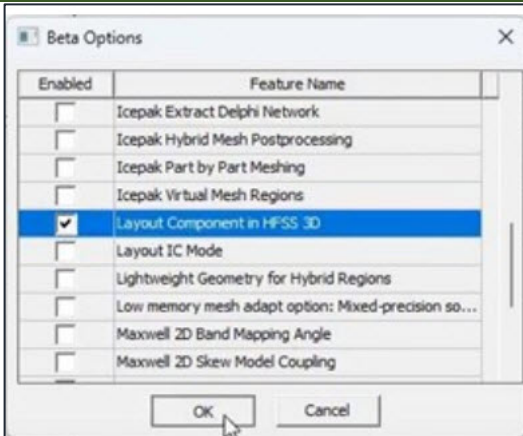 Beta Options
Enabled Feature Name
Icepak Extract Delphi Network
Icepak Hybrid Mesh Postprocessing
Icepak Part by Part Meshing
Icepak Virtual Mesh Regions
Layout Component in HFSS 3D
Layout IC Mode
Lightweight Geometry for Hybrid Regions
Low memory mesh adapt option: Mixed-precision so...
Maxwell 2D Band Mapping Angle
Maxwell 2D Skew Model Coupling
OK Cancel